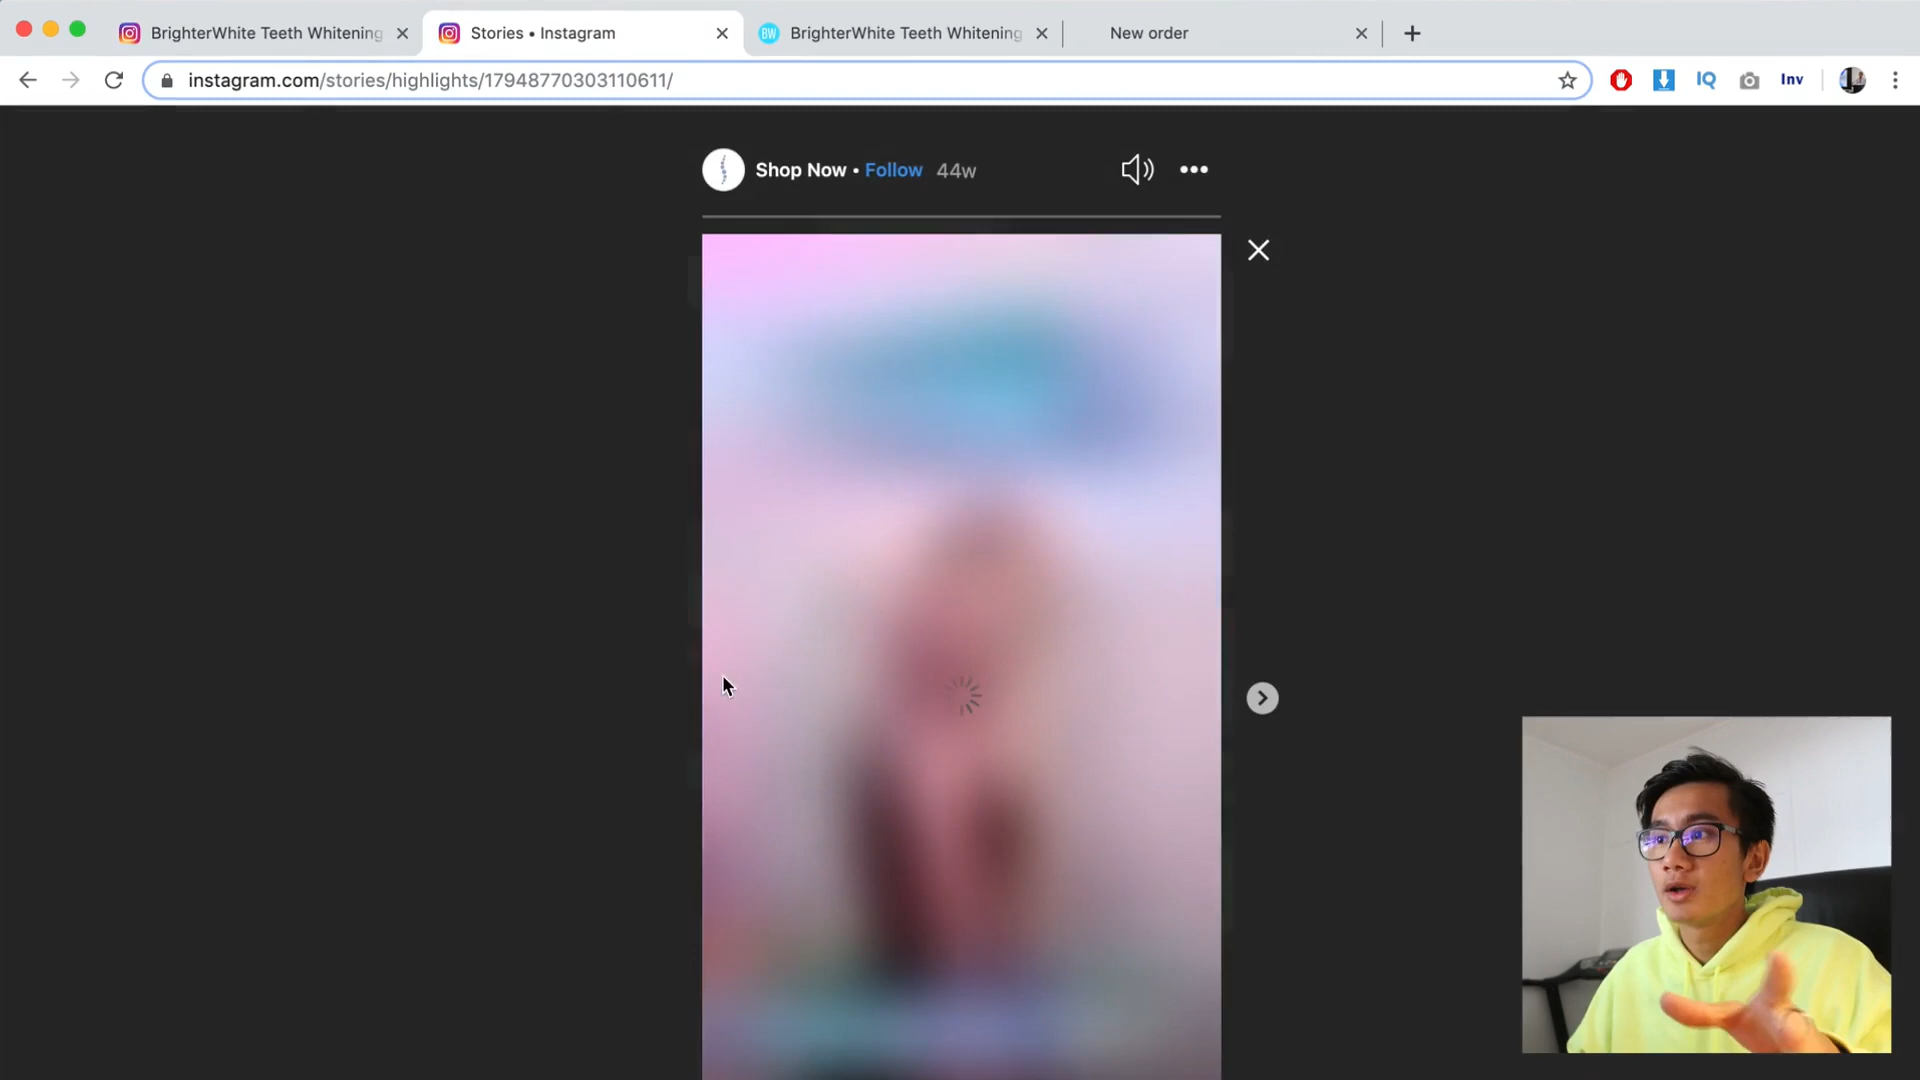 BrighterWhite Teeth Whitening
Stories • Instagram
BW
BrighterWhite Teeth Whitening
New order
instagram.com/stories/highlights/17948770303110611/
IQ
Inv
Shop Now • Follow 44w